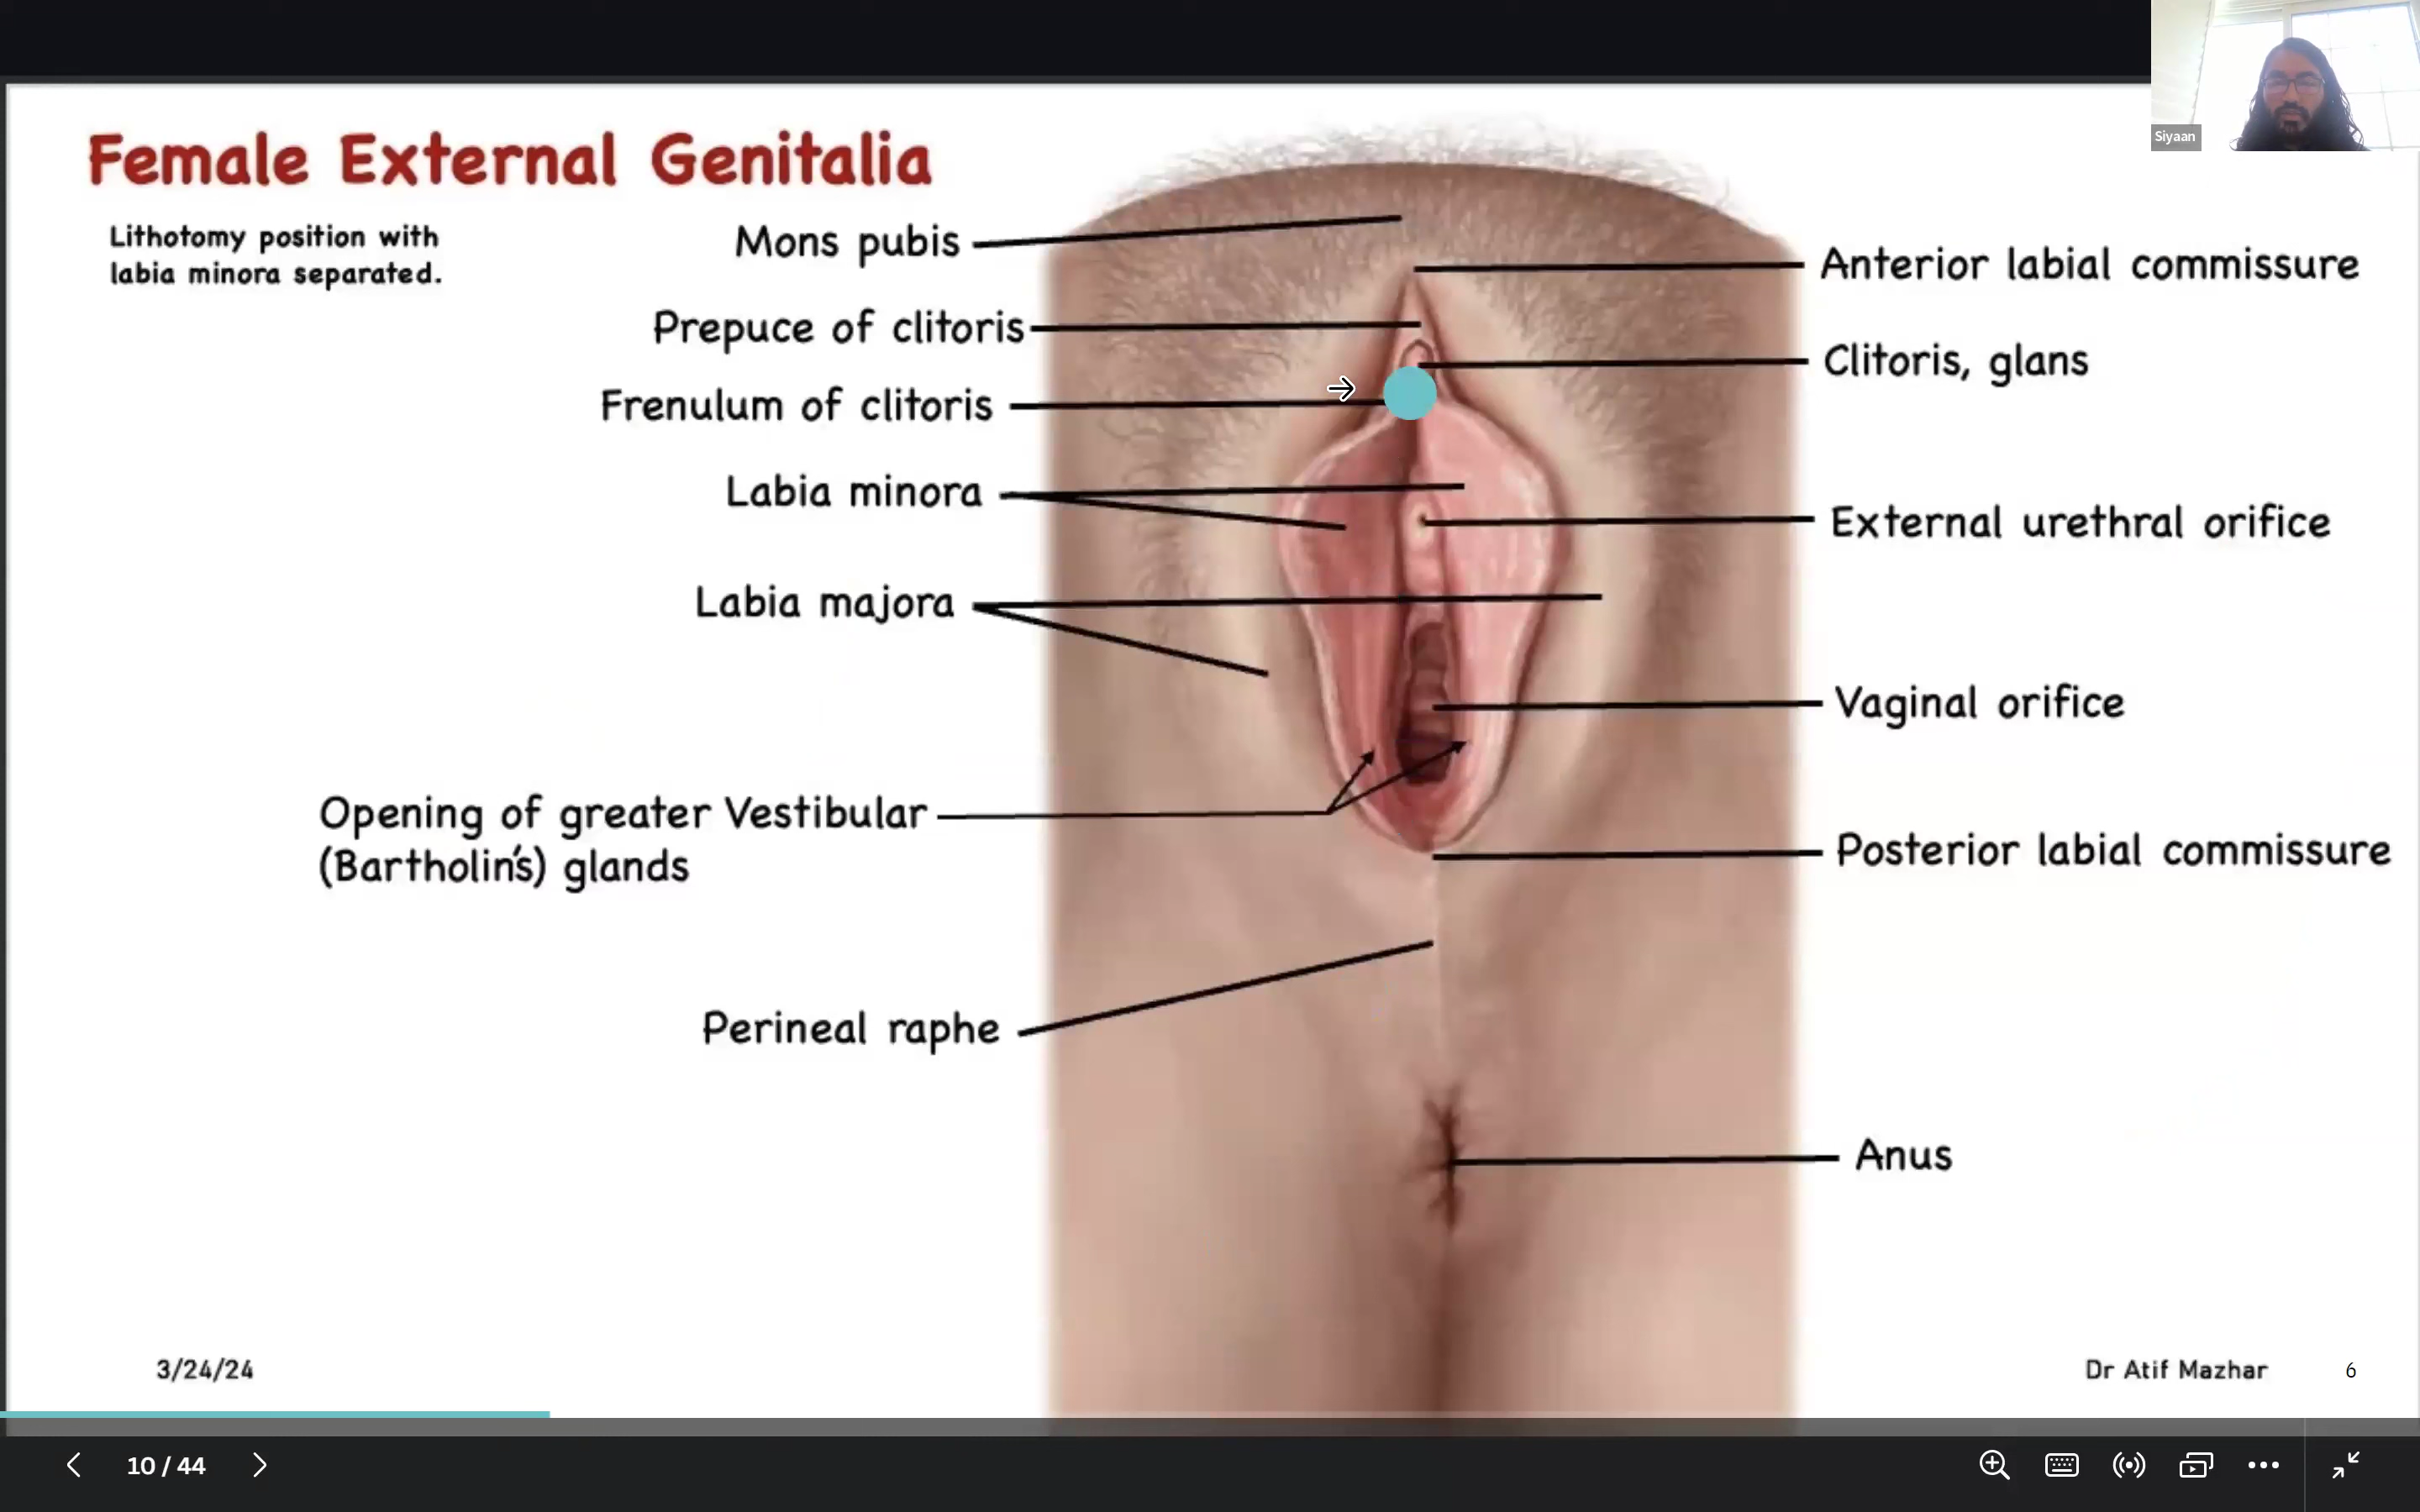 Siyaan
Female External Genitalia
Lithotomy position with
labia minora separated.
Mons pubis
Anterior labial commissure
Prepuce of clitoris
Clitoris, glans
Frenulum of clitoris
Labia minora
External urethral orifice
Labia majora
Vaginal orifice
Opening of greater Vestibular
(Bartholin's) glands
Posterior labial commissure
Perineal raphe
Anus
3/24/24
Dr Atif Mazhar
6
10 / 44